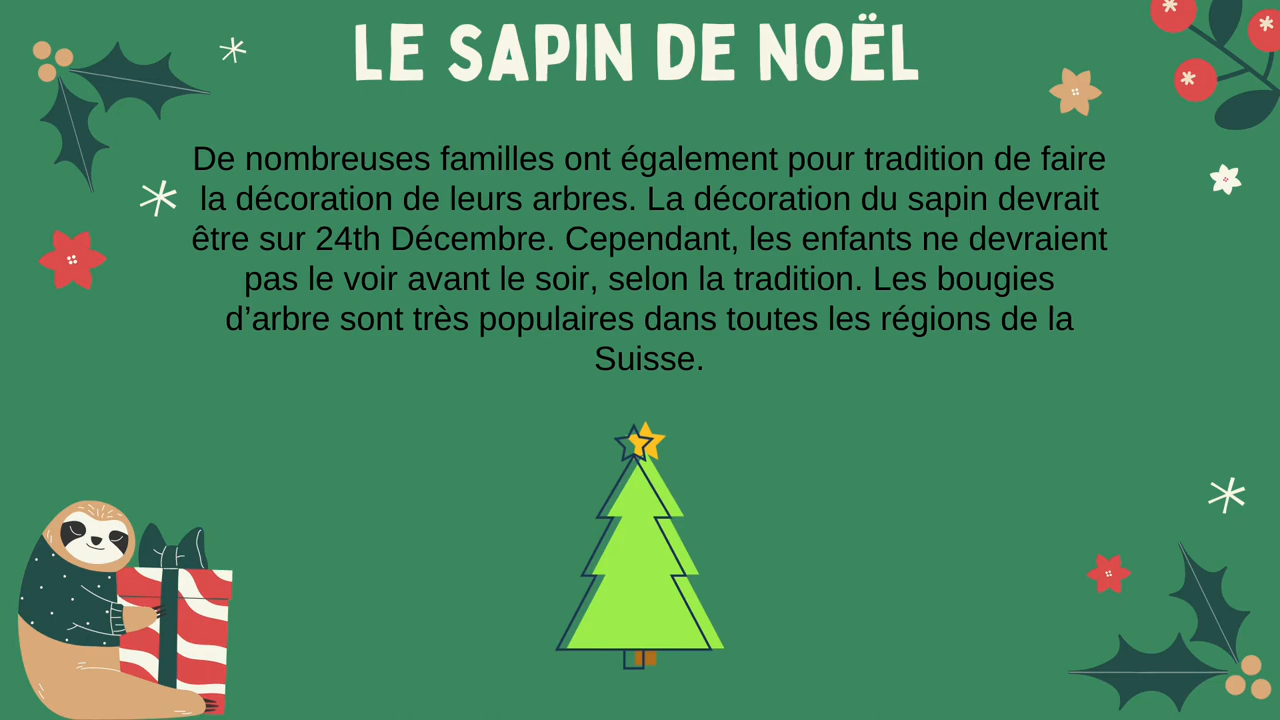 LE SAPIN DE NOËL
De nombreuses familles ont également pour tradition de faire
la décoration de leurs arbres. La décoration du sapin devrait
être sur 24th Décembre. Cependant, les enfants ne devraient
pas le voir avant le soir, selon la tradition. Les bougies
d’arbre sont très populaires dans toutes les régions de la
Suisse.